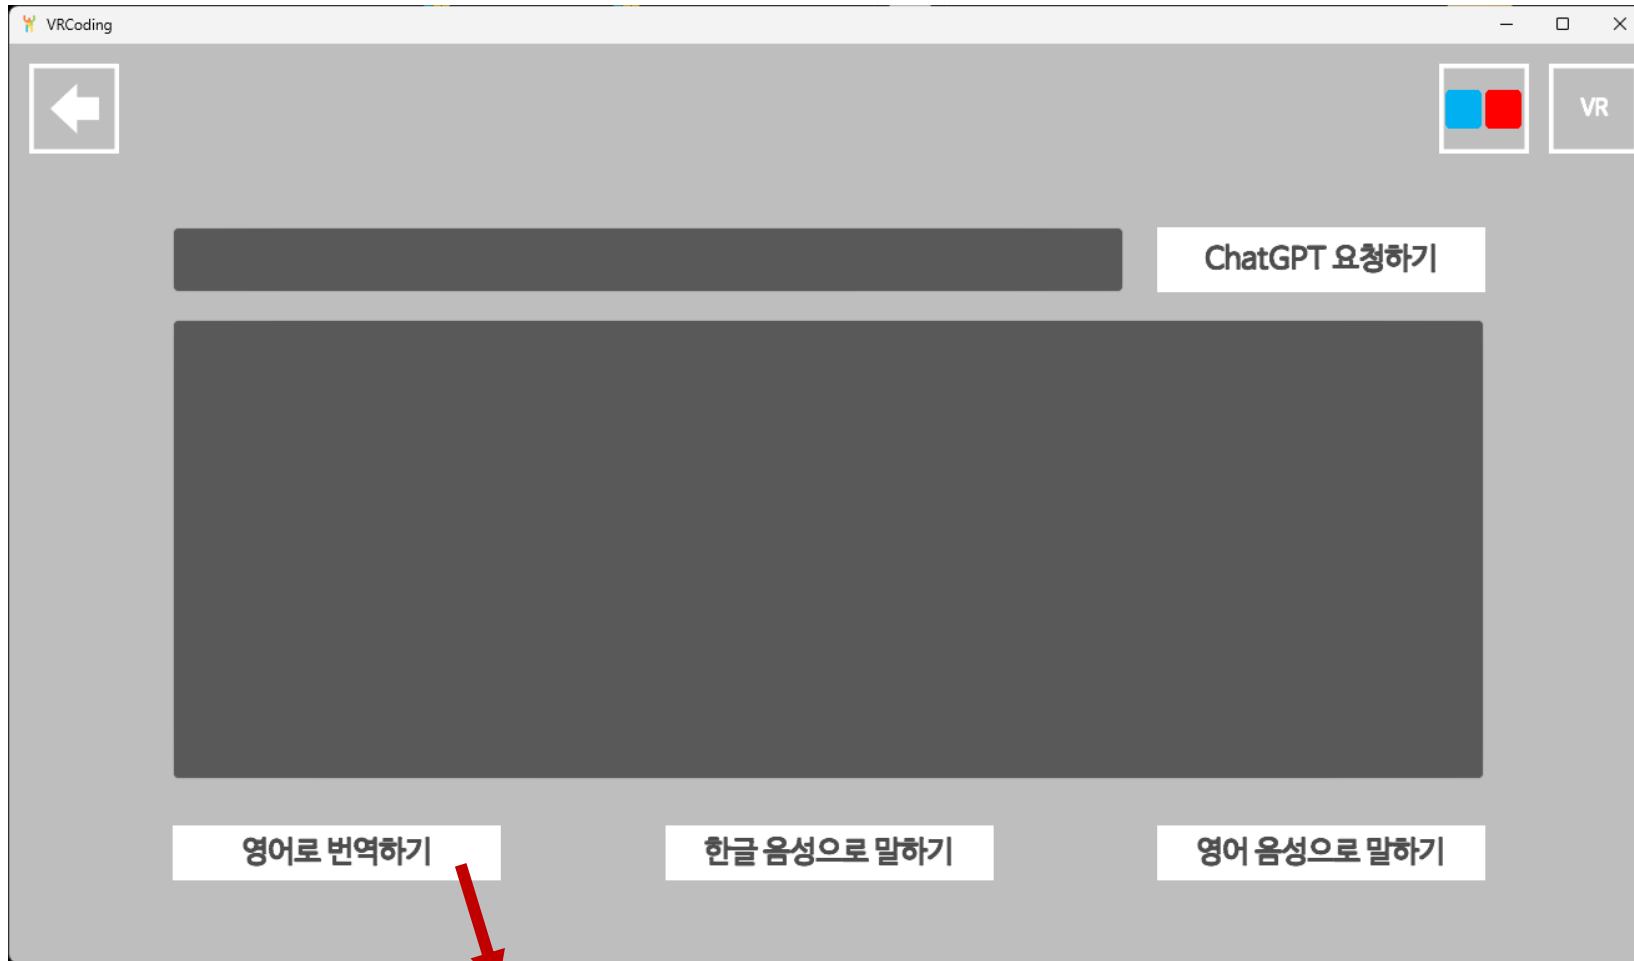 VRCoding
VR
ChatGPT 요청하기
영어로 번역하기
한글 음성으로 말하기
영어 음성으로 말하기